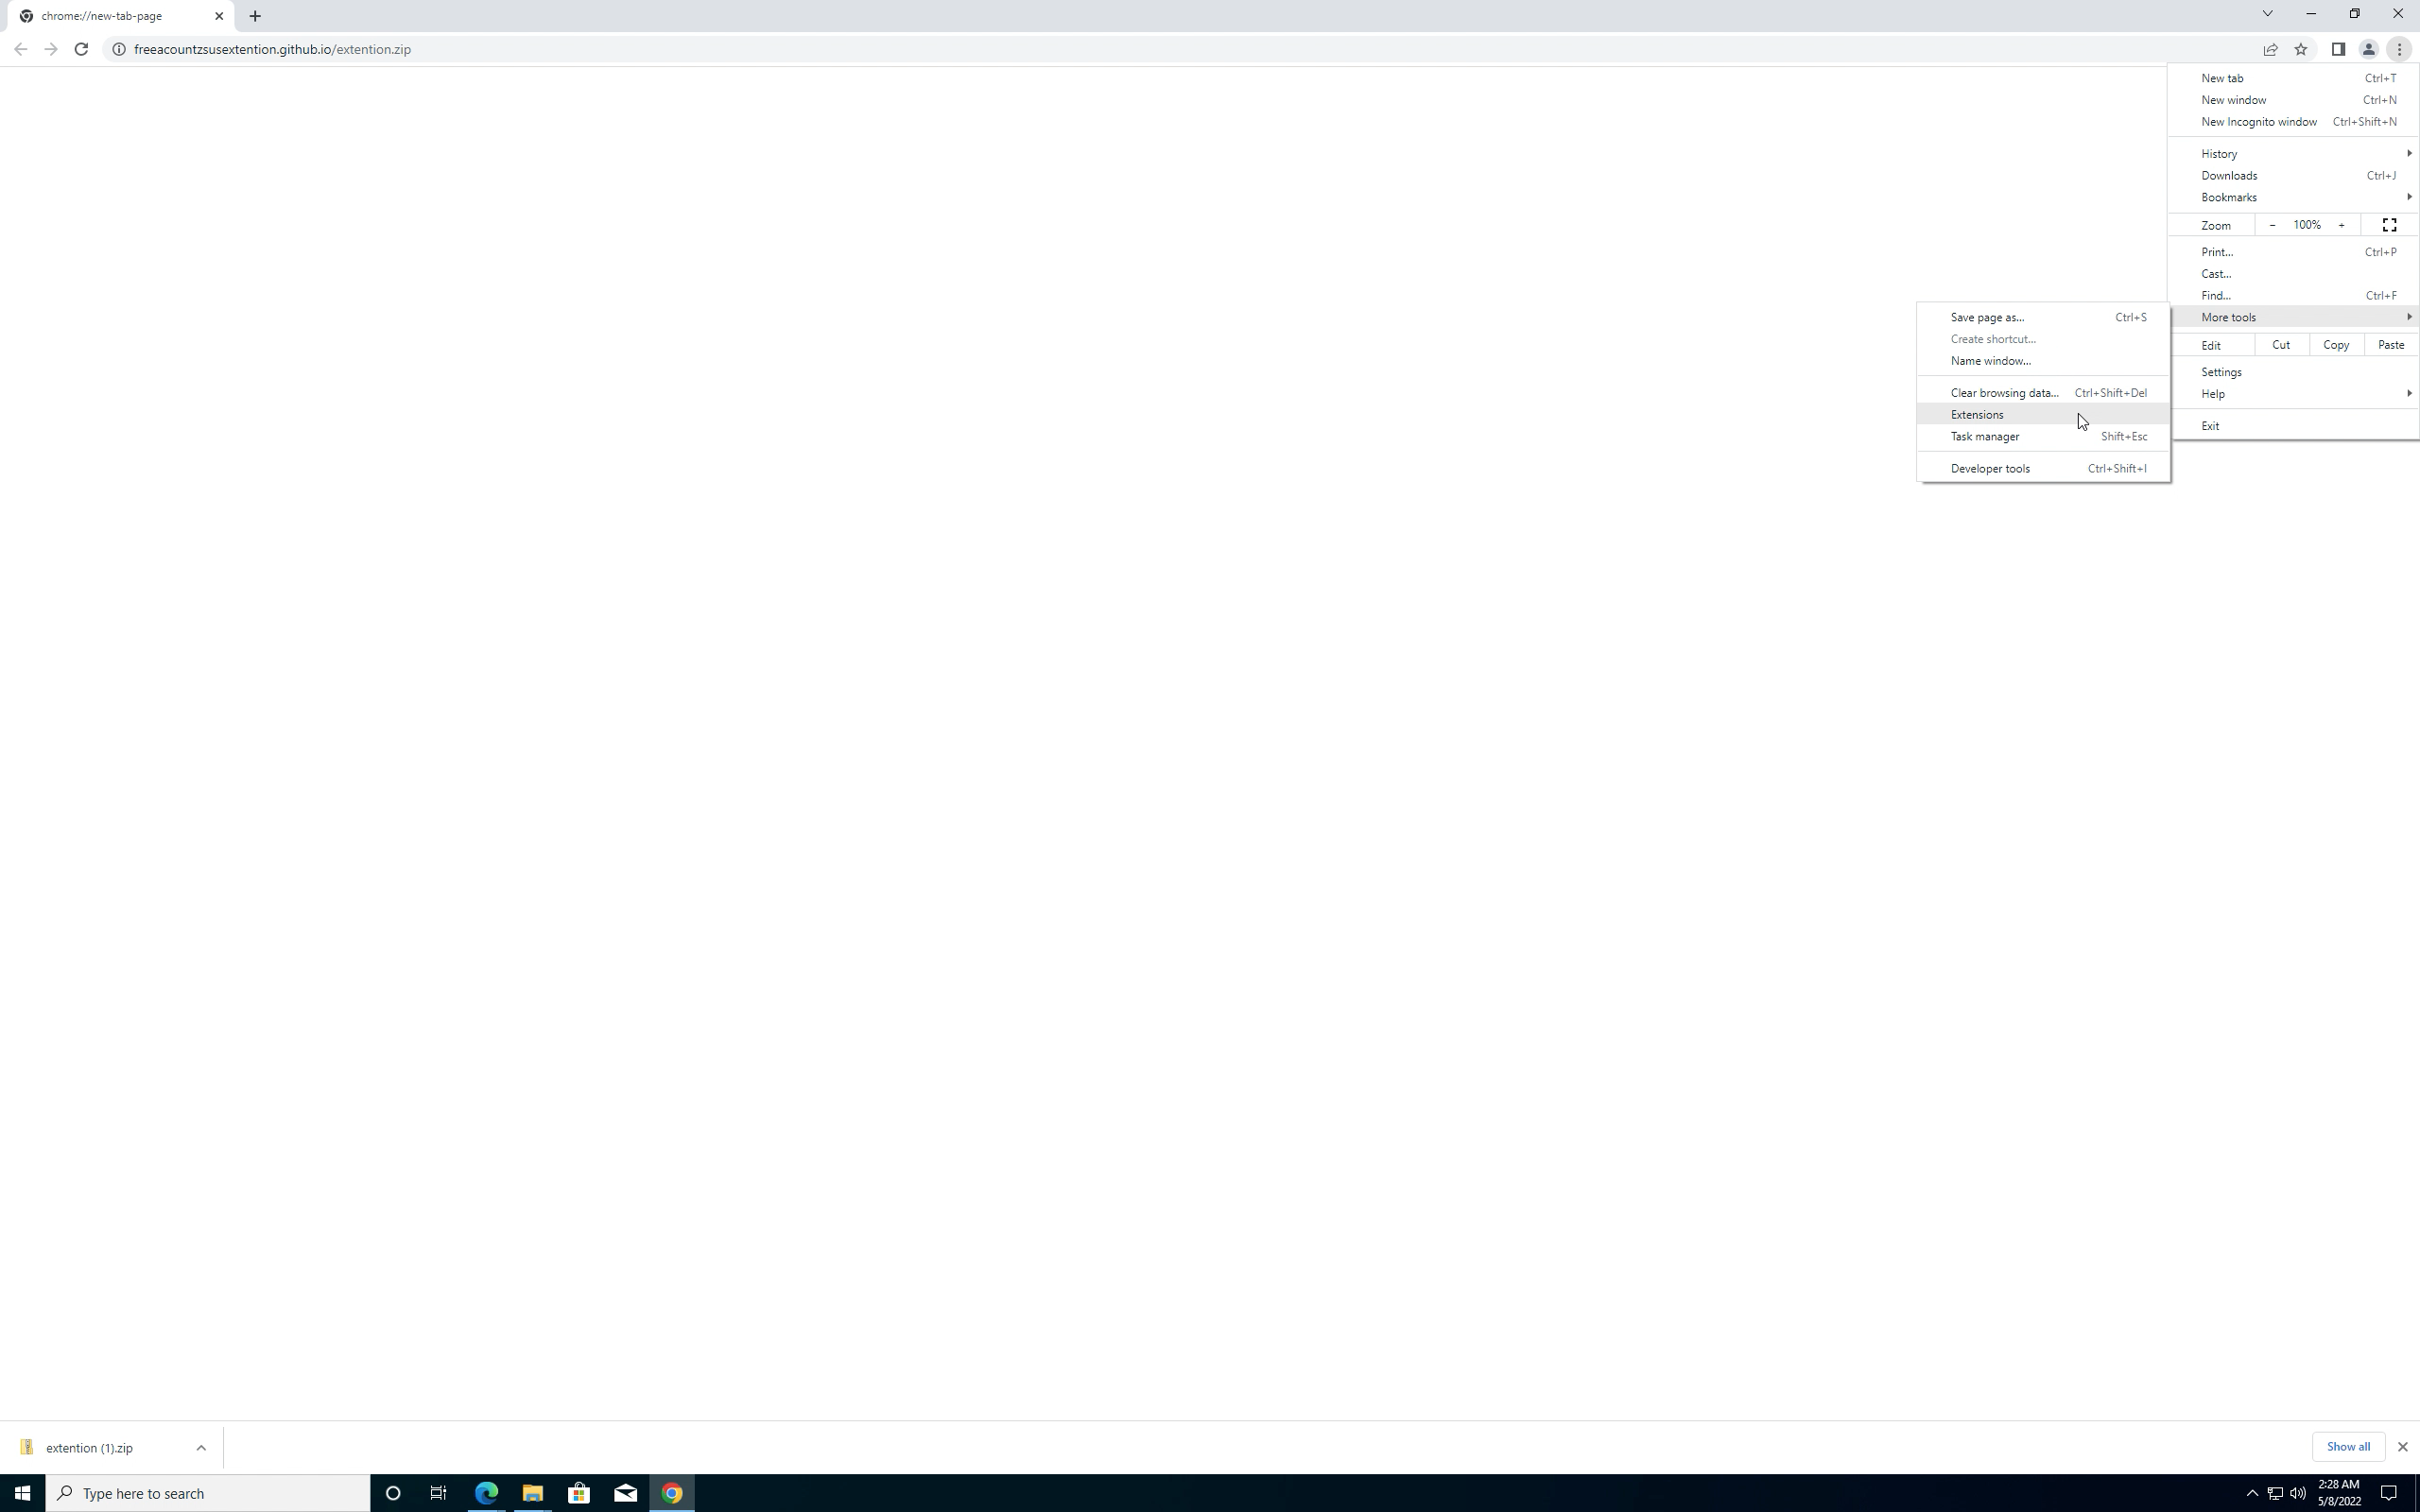 chrome://new-tab-page
freeacountzsusextention.github.io/extention.zip
New tab Ctrl+T
New window Ctrl+N
New Incognito window Ctrl+Shift+N
History
Downloads Ctrl+J
Bookmarks
Zoom - 100% +
Print... Ctrl+P
Cast...
Find... Ctrl+F
More tools
Edit Cut Copy Paste
Settings
Help
Exit
Save page as... Ctrl+S
Create shortcut...
Name window...
Clear browsing data... Ctrl+Shift+Del
Extensions
Task manager Shift+Esc
Developer tools Ctrl+Shift+I
extention (1).zip
Show all
Type here to search
2:28 AM
5/8/2022